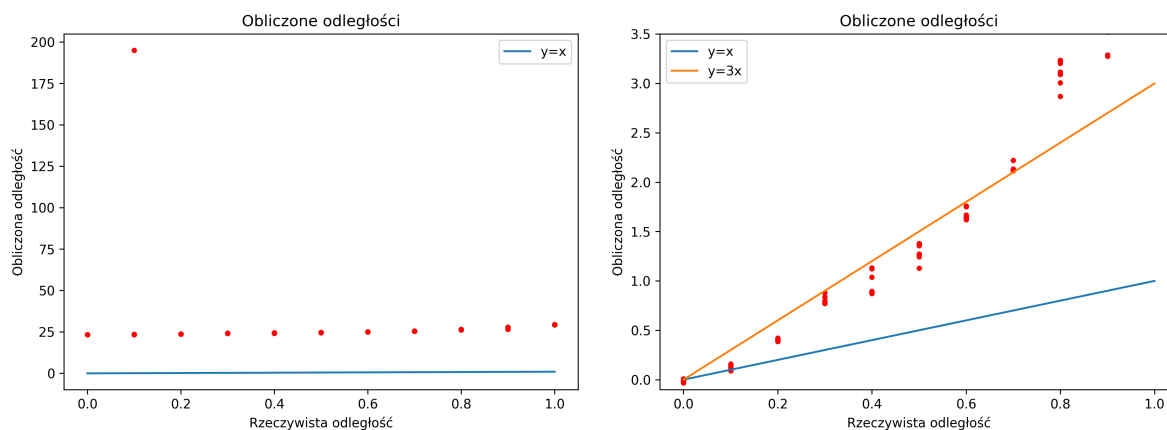 Obliczone odległości
Obliczona odległość
200
175
150
125
100
75
50
25
0
y=x
0.0 0.2 0.4 0.6 0.8 1.0
Rzeczywista odległość
Obliczone odległości
Obliczona odległość
3.5
3.0
2.5
2.0
1.5
1.0
0.5
0.0
y=x
y=3x
0.0 0.2 0.4 0.6 0.8 1.0
Rzeczywista odległość